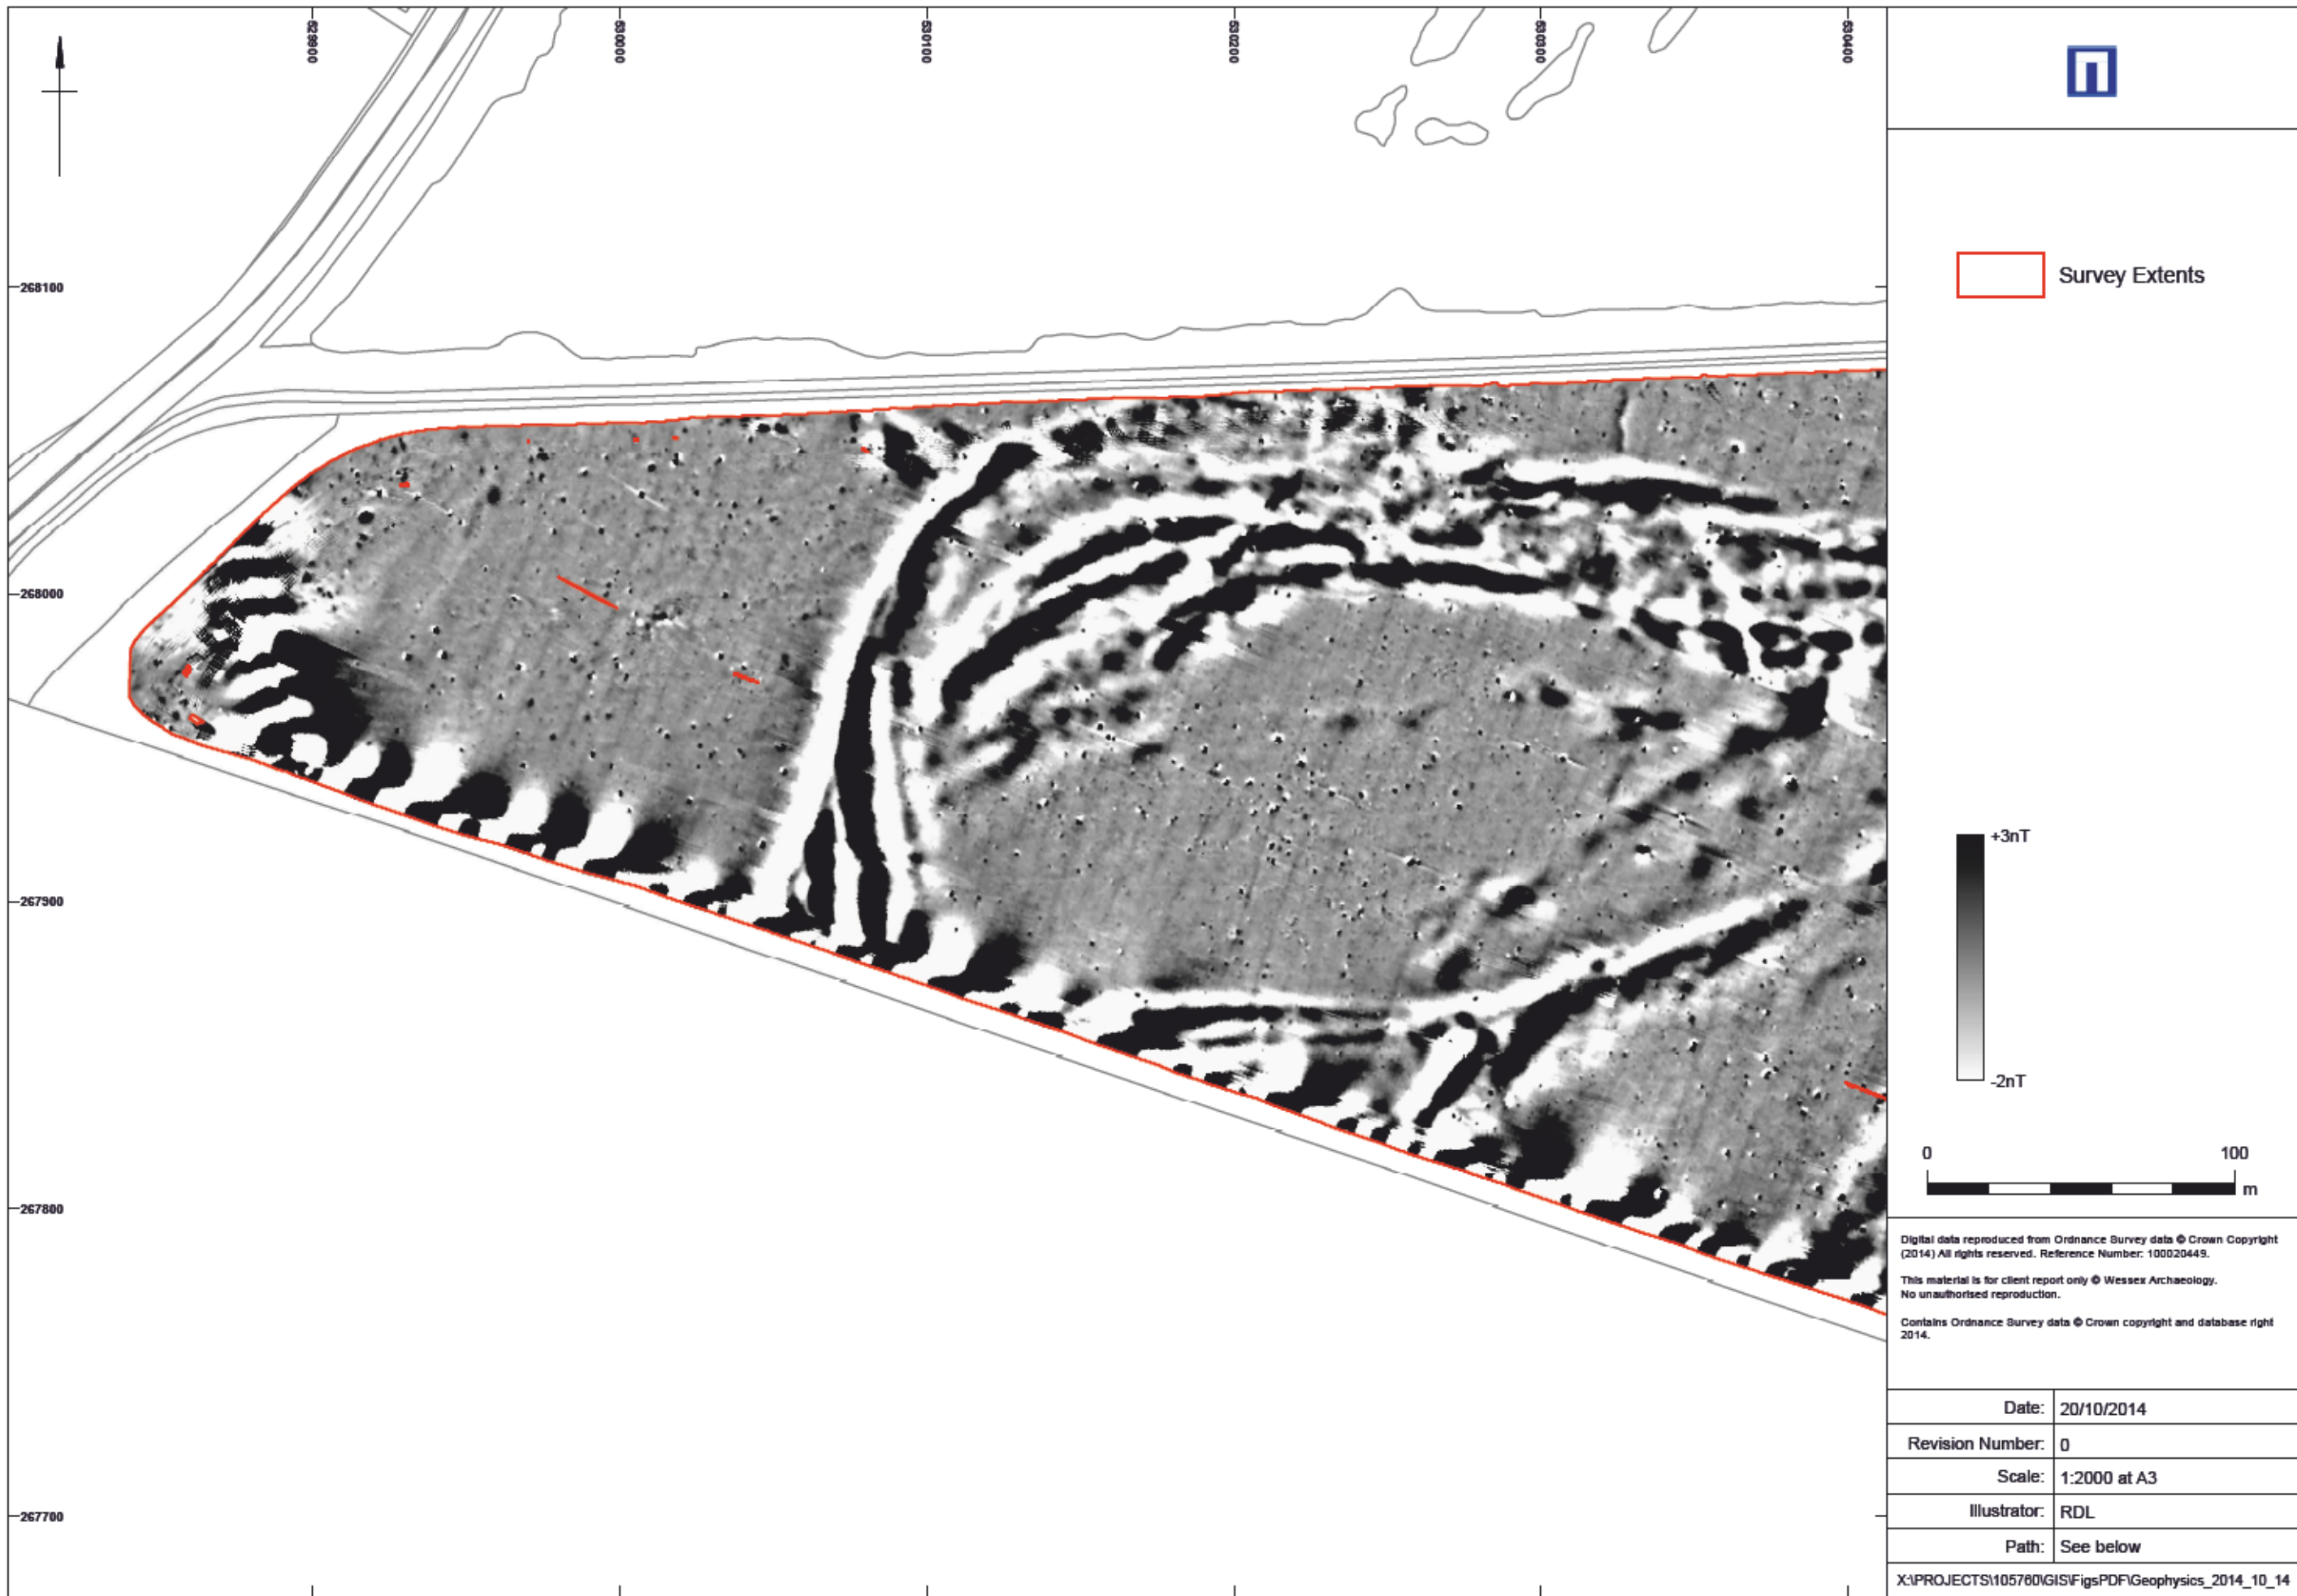 529900
530000
530100
530200
530300
530400
268100
268000
267900
267800
267700
Survey Extents
+3nT
-2nT
0 100
m
Digital data reproduced from Ordnance Survey data © Crown Copyright
(2014) All rights reserved. Reference Number: 100020449.
This material is for client report only © Wessex Archaeology.
No unauthorised reproduction.
Contains Ordnance Survey data © Crown copyright and database right
2014.
Date: 20/10/2014
Revision Number: 0
Scale: 1:2000 at A3
Illustrator: RDL
Path: See below
X:\PROJECTS\105760\GIS\FigsPDF\Geophysics_2014_10_14